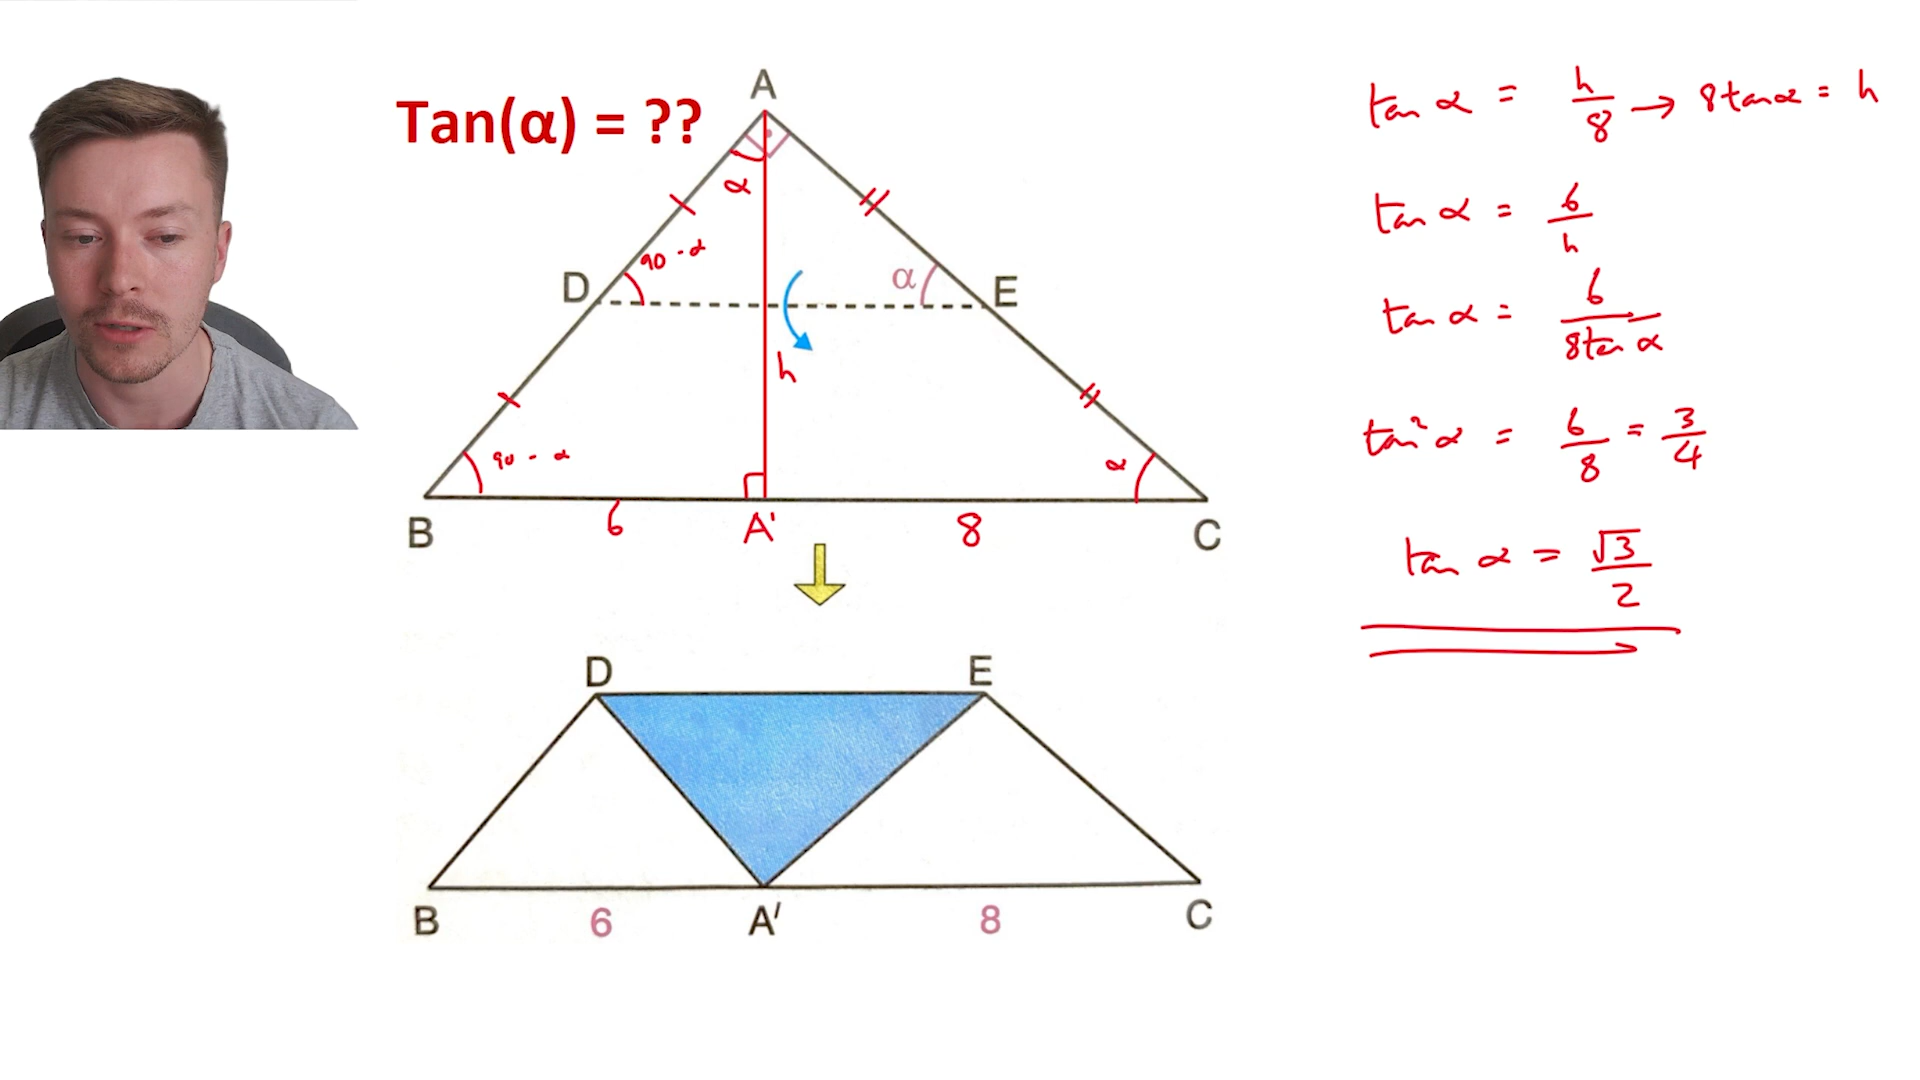 Tan(α) = ??
A
α
90 - α
D
α
E
h
90 - α
α
B
6
A'
8
C
D
E
B
6
A'
8
C
tan α = h/8 → 8tanα = h
tan α = 6/h
tan α = 6/8tan α
tan²α = 6/8 = 3/4
tan α = √3/2